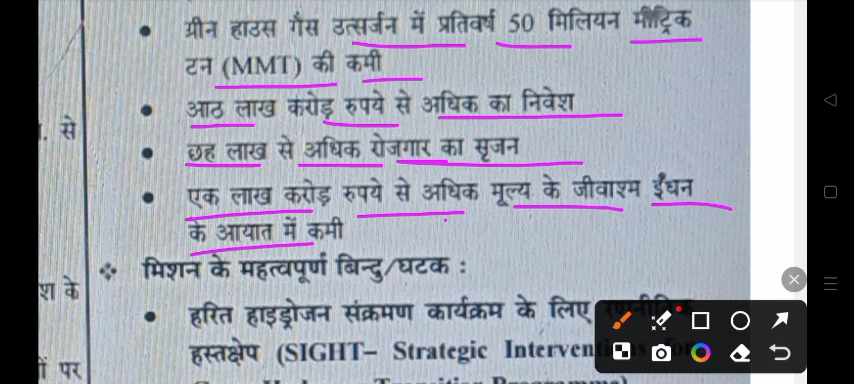 ग्रीन हाउस गैस उत्सर्जन में प्रतिवर्ष 50 मिलियन मीट्रिक
टन (MMT) की कमी
आठ लाख करोड़ रुपये से अधिक का निवेश
. से
छह लाख से अधिक रोजगार का सृजन
एक लाख करोड़ रुपये से अधिक मूल्य के जीवाश्म ईंधन
के आयात में कमी
मिशन के महत्वपूर्ण बिन्दु/घटक :
श के
हरित हाइड्रोजन संक्रमण कार्यक्रम के लिए
हस्तक्षेप (SIGHT– Strategic
पर